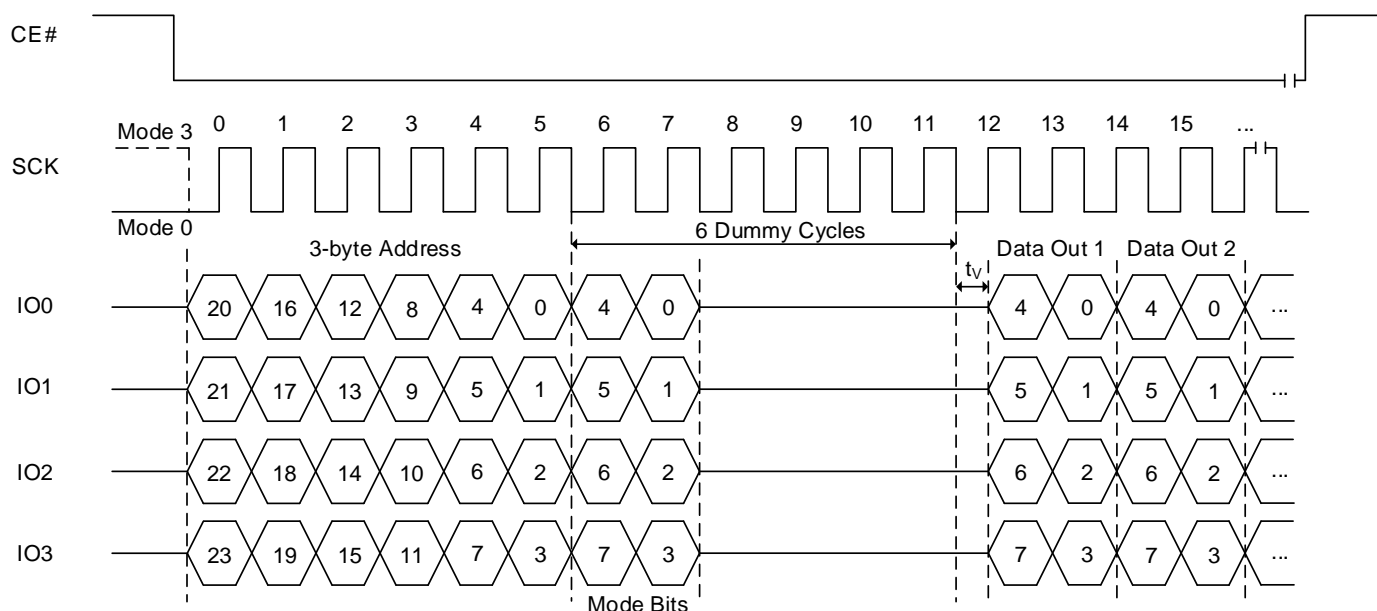 CE#
Mode 3 0 1 2 3 4 5 6 7 8 9 10 11 12 13 14 15 ...
SCK
Mode 0
6 Dummy Cycles
3-byte Address Data Out 1 Data Out 2
tV
IO0 20 16 12 8 4 0 4 0 4 0 4 0 ...
IO1 21 17 13 9 5 1 5 1 5 1 5 1 ...
IO2 22 18 14 10 6 2 6 2 6 2 6 2 ...
IO3 23 19 15 11 7 3 7 3 7 3 7 3 ...
Mode Bits